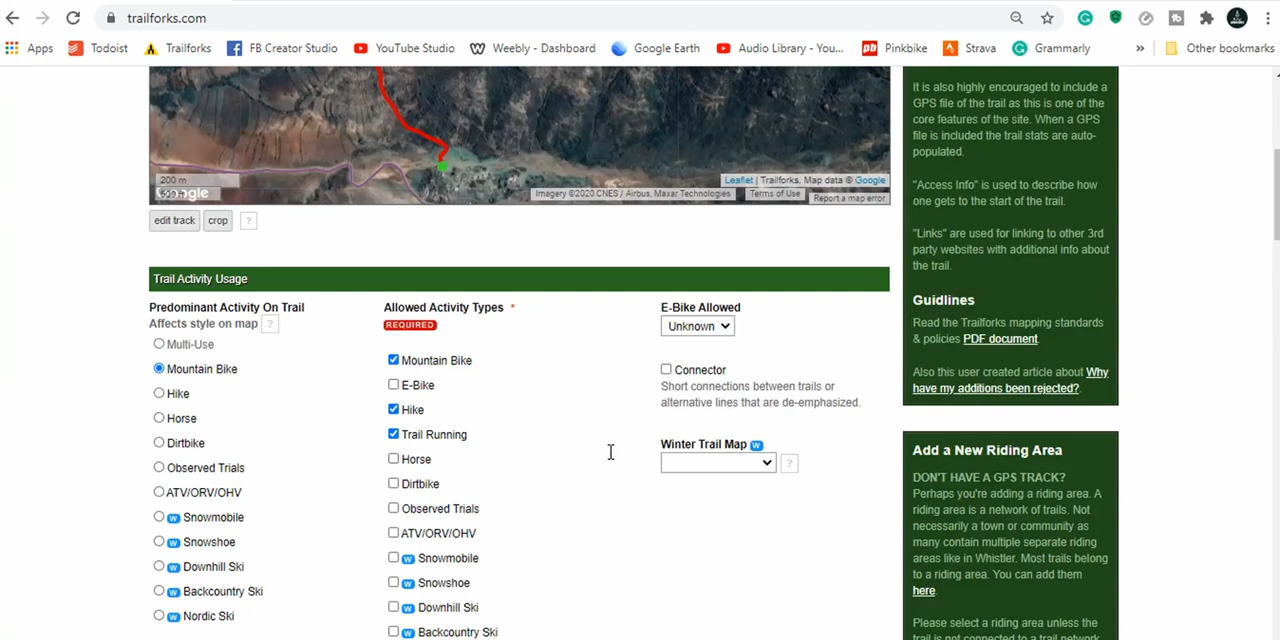 trailforks.com
Apps Todoist Trailforks FB Creator Studio YouTube Studio Weebly - Dashboard Google Earth Audio Library - You... Pinkbike Strava Grammarly » Other bookmarks
200 m
Google
Leaflet | Trailforks, Map data © Google
Imagery ©2020 CNES / Airbus, Maxar Technologies Terms of Use Report a map error
edit track crop ?
Trail Activity Usage
Predominant Activity On Trail
Affects style on map ?
Multi-Use
Mountain Bike
Hike
Horse
Dirtbike
Observed Trials
ATV/ORV/OHV
W Snowmobile
W Snowshoe
W Downhill Ski
W Backcountry Ski
W Nordic Ski
Allowed Activity Types *
REQUIRED
Mountain Bike
E-Bike
Hike
Trail Running
Horse
Dirtbike
Observed Trials
ATV/ORV/OHV
W Snowmobile
W Snowshoe
W Downhill Ski
W Backcountry Ski
E-Bike Allowed
Unknown
Connector
Short connections between trails or
alternative lines that are de-emphasized.
Winter Trail Map W
?
It is also highly encouraged to include a
GPS file of the trail as this is one of the
core features of the site. When a GPS
file is included the trail stats are auto-
populated.
"Access Info" is used to describe how
one gets to the start of the trail.
"Links" are used for linking to other 3rd
party websites with additional info about
the trail.
Guidlines
Read the Trailforks mapping standards
& policies PDF document.
Also this user created article about Why
have my additions been rejected?.
Add a New Riding Area
DON'T HAVE A GPS TRACK?
Perhaps you're adding a riding area. A
riding area is a network of trails. Not
necessarily a town or community as
many contain multiple separate riding
areas like in Whistler. Most trails belong
to a riding area. You can add them
here.
Please select a riding area unless the
trail is not connected to a trail network